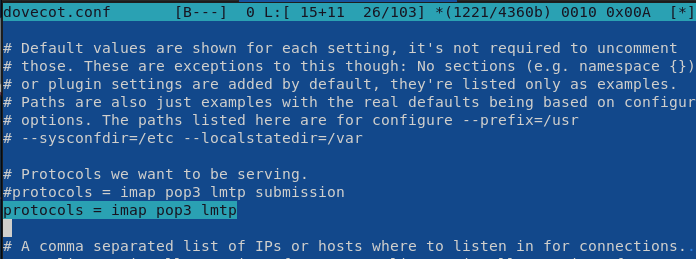 dovecot.conf [B---] 0 L:[ 15+11 26/103] *(1221/4360b) 0010 0x00A [*]
# Default values are shown for each setting, it's not required to uncomment
# those. These are exceptions to this though: No sections (e.g. namespace {})
# or plugin settings are added by default, they're listed only as examples.
# Paths are also just examples with the real defaults being based on configur
# options. The paths listed here are for configure --prefix=/usr
# --sysconfdir=/etc --localstatedir=/var
# Protocols we want to be serving.
#protocols = imap pop3 lmtp submission
protocols = imap pop3 lmtp
# A comma separated list of IPs or hosts where to listen in for connections.